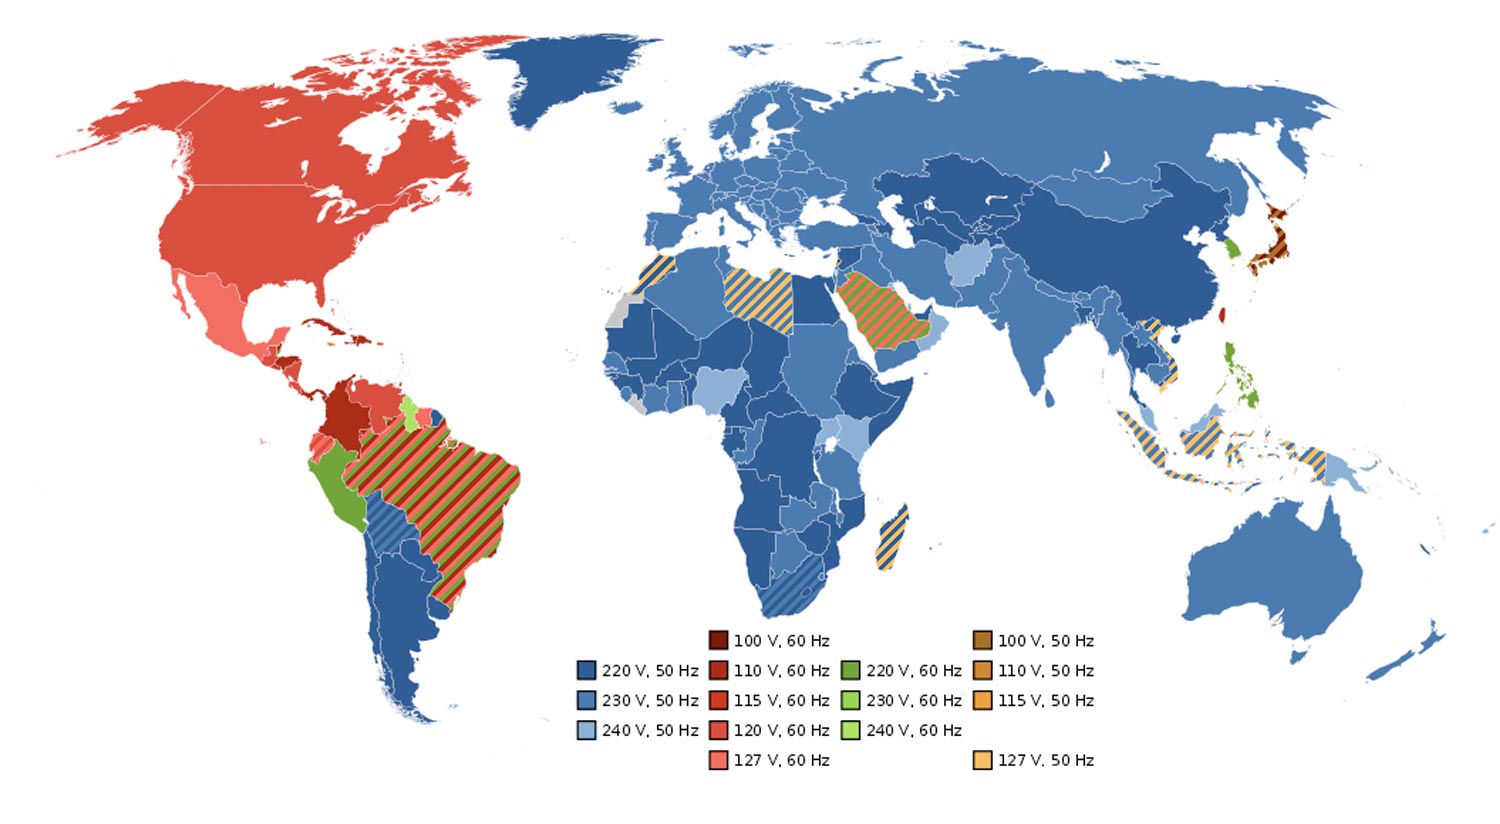 100 V, 60 Hz 100 V, 50 Hz
220 V, 50 Hz 110 V, 60 Hz 220 V, 60 Hz 110 V, 50 Hz
230 V, 50 Hz 115 V, 60 Hz 230 V, 60 Hz 115 V, 50 Hz
240 V, 50 Hz 120 V, 60 Hz 240 V, 60 Hz
127 V, 60 Hz 127 V. 50 Hz